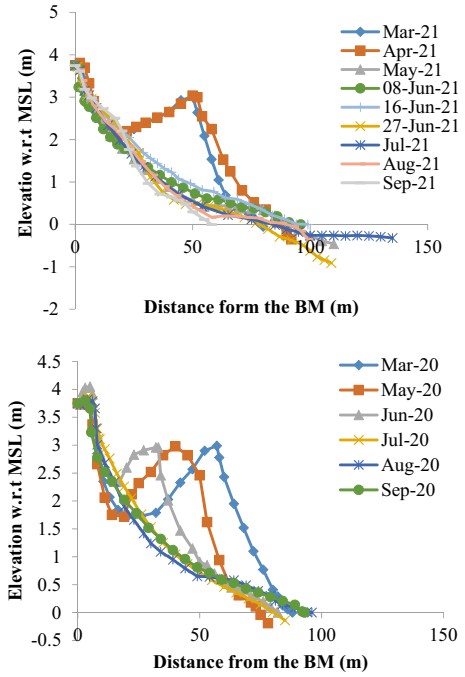 4
3
2
1
0
-1
-2
0
50
100
150
Elevatio w.r.t MSL (m)
Distance form the BM (m)
Mar-21
Apr-21
May-21
08-Jun-21
16-Jun-21
27-Jun-21
Jul-21
Aug-21
Sep-21
4.5
4
3.5
3
2.5
2
1.5
1
0.5
0
-0.5
0
50
100
150
Elevation w.r.t MSL (m)
Distance from the BM (m)
Mar-20
May-20
Jun-20
Jul-20
Aug-20
Sep-20